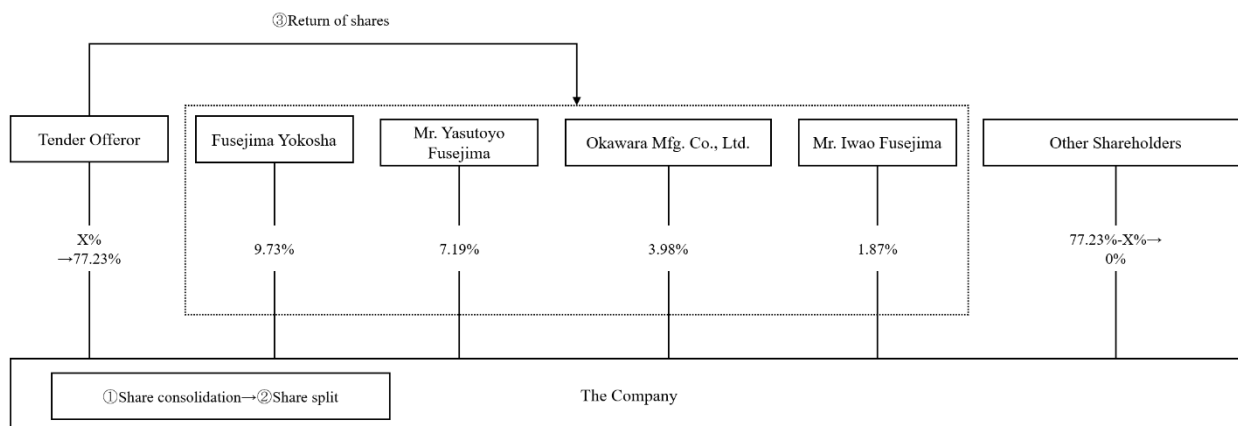 ③Return of shares
Tender Offeror
Fusejima Yokosha
Mr. Yasutoyo
Fusejima
Okawara Mfg. Co., Ltd.
Mr. Iwao Fusejima
Other Shareholders
X%
→77.23%
9.73%
7.19%
3.98%
1.87%
77.23%-X%→
0%
①Share consolidation→②Share split
The Company